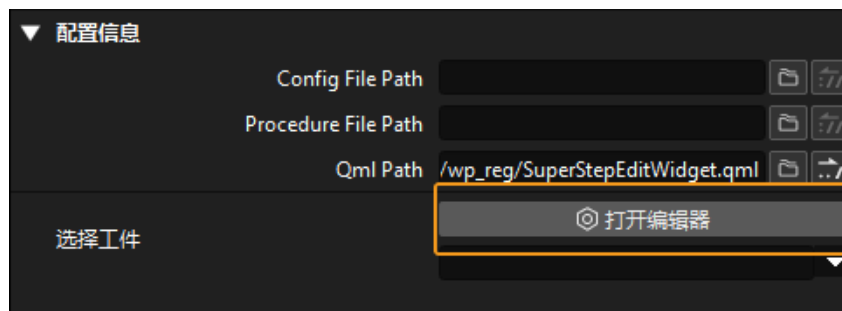 配置信息
Config File Path
Procedure File Path
Qml Path /wp_reg/SuperStepEditWidget.qml
打开编辑器
选择工件